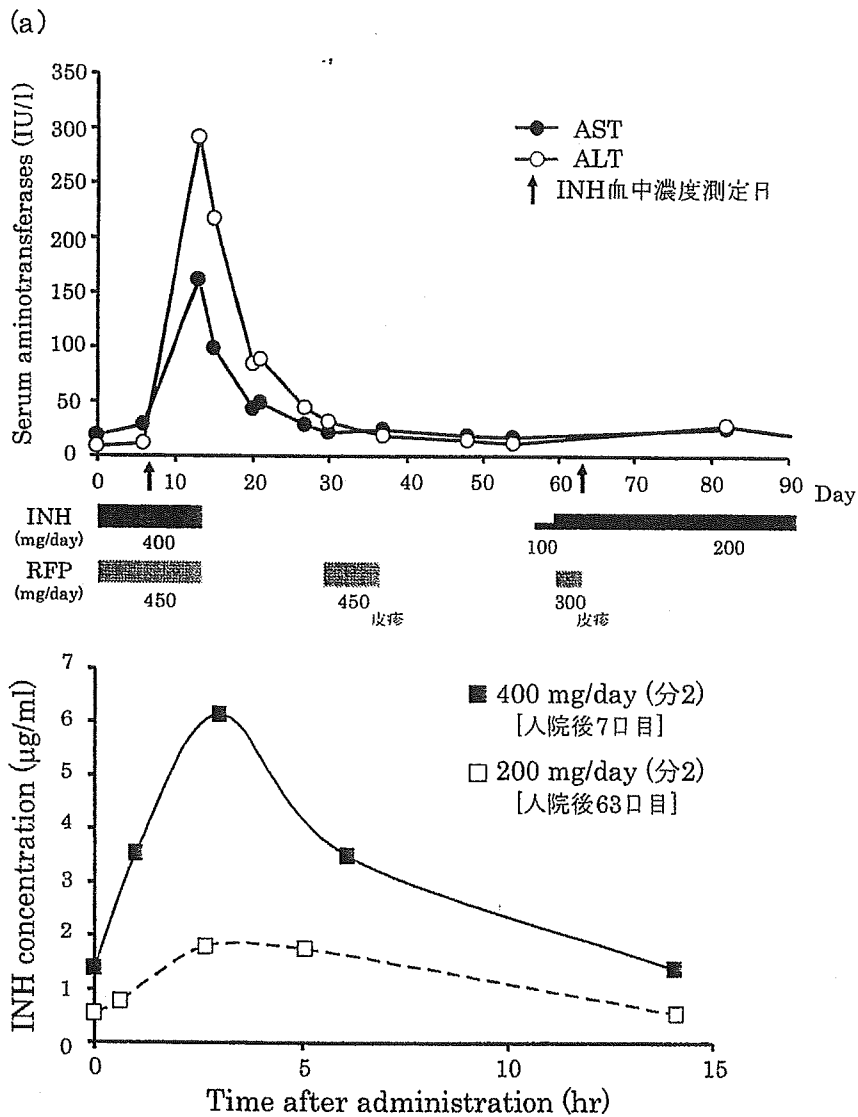 (a)
350
300
250
200
150
100
50
0
Serum aminotransferases (IU/l)
AST
ALT
INH血中濃度測定日
0 10 20 30 40 50 60 70 80 90 Day
INH
(mg/day)
400
100
200
RFP
(mg/day)
450
450
皮疹
300
皮疹
7
6
5
4
3
2
1
0
INH concentration (μg/ml)
400 mg/day (分2)
[入院後7日目]
200 mg/day (分2)
[入院後63日目]
0 5 10 15
Time after administration (hr)